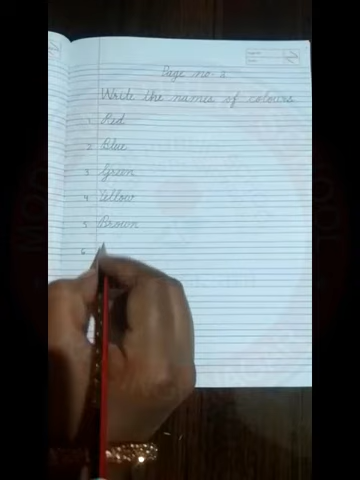 Page no. 2
Write the names of colours
1. Red
2. Blue
3. Green
4. Yellow
5. Brown
6